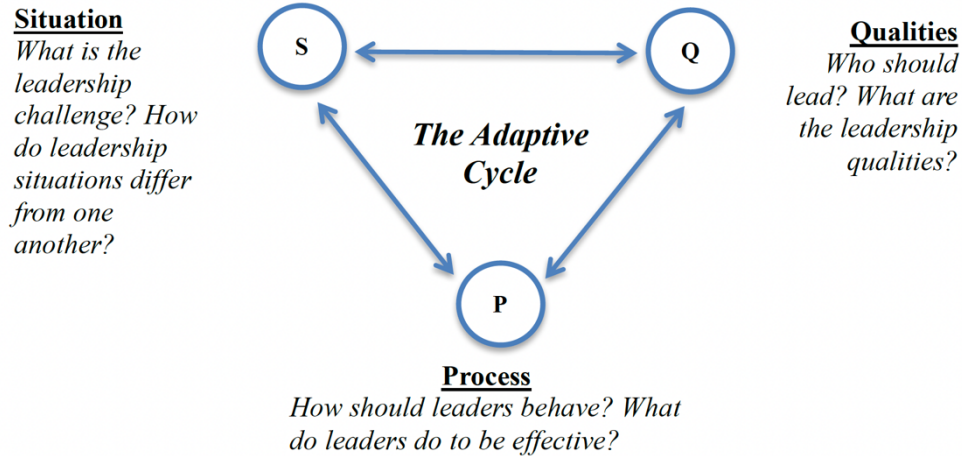 Situation
What is the
leadership
challenge? How
do leadership
situations differ
from one
another?
S
Q
Qualities
Who should
lead? What are
the leadership
qualities?
The Adaptive
Cycle
P
Process
How should leaders behave? What
do leaders do to be effective?